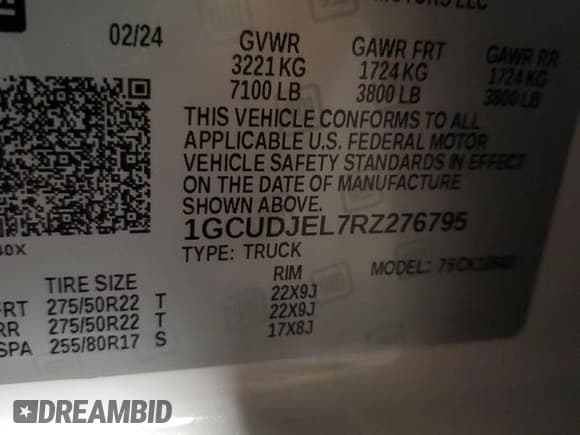 MOTORS LLC
02/24 GVWR GAWR FRT GAWR RR
3221 KG 1724 KG 1724 KG
7100 LB 3800 LB 3800 LB
THIS VEHICLE CONFORMS TO ALL
APPLICABLE U.S. FEDERAL MOTOR
VEHICLE SAFETY STANDARDS IN EFFECT
ON THE DATE OF MANUFACTURE
SHOWN ABOVE.
1GCUDJEL7RZ276795
TYPE: TRUCK MODEL:
TIRE SIZE RIM
FRT 275/50R22 T 22X9J
RR 275/50R22 T 22X9J
SPA 255/80R17 S 17X8J
DREAMBID